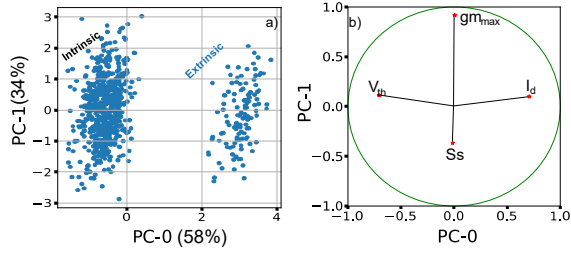 a)
Intrinsic
Extrinsic
3
2
1
0
−1
−2
−3
0
2
4
PC-1 (34%)
PC-0 (58%)
b)
gm_max
V_th
I_d
Ss
1.0
0.5
0.0
−0.5
−1.0
−1.0
−0.5
0.0
0.5
1.0
PC-1
PC-0